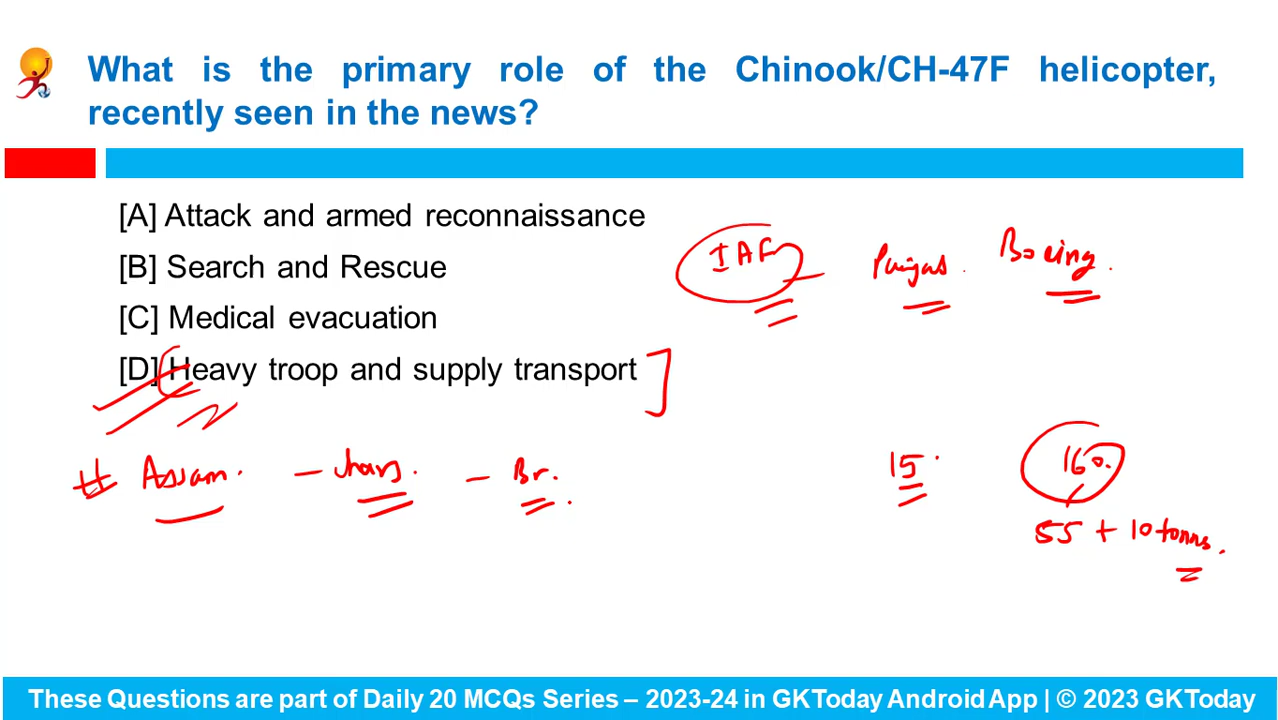 What is the primary role of the Chinook/CH-47F helicopter,
recently seen in the news?
[A] Attack and armed reconnaissance
[B] Search and Rescue
[C] Medical evacuation
[D] Heavy troop and supply transport
IAF
Boeing.
# Assam. - - Br.
15
160.
55 + 10 tonns.
These Questions are part of Daily 20 MCQs Series – 2023-24 in GKToday Android App | © 2023 GKToday